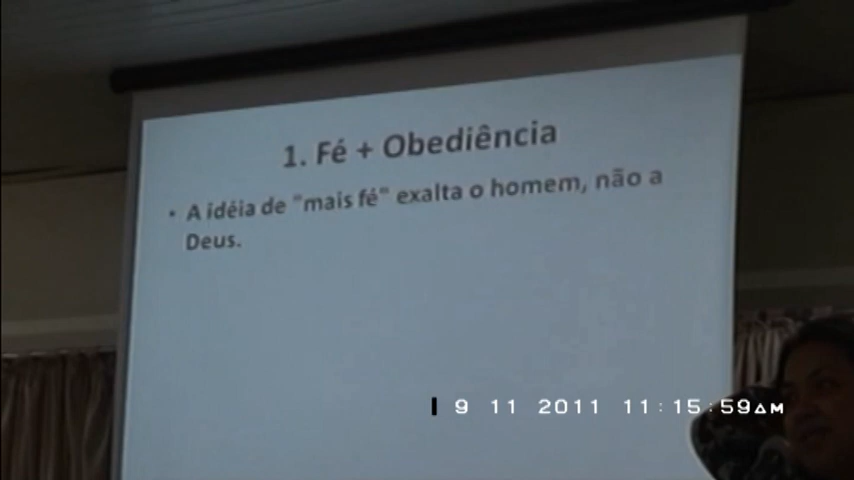 1. Fé + Obediência
• A idéia de "mais fé" exalta o homem, não a
Deus.
9 11 2011 11:15:59AM